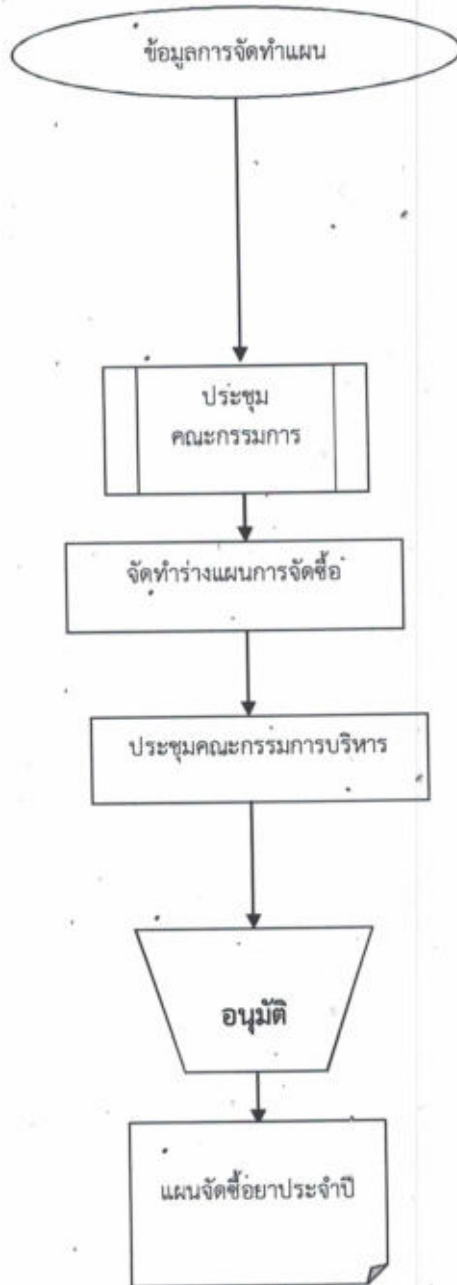 ข้อมูลการจัดทำแผน
ประชุม
คณะกรรมการ
จัดทำร่างแผนการจัดซื้อ
ประชุมคณะกรรมการบริหาร
อนุมัติ
แผนจัดซื้อยาประจำปี